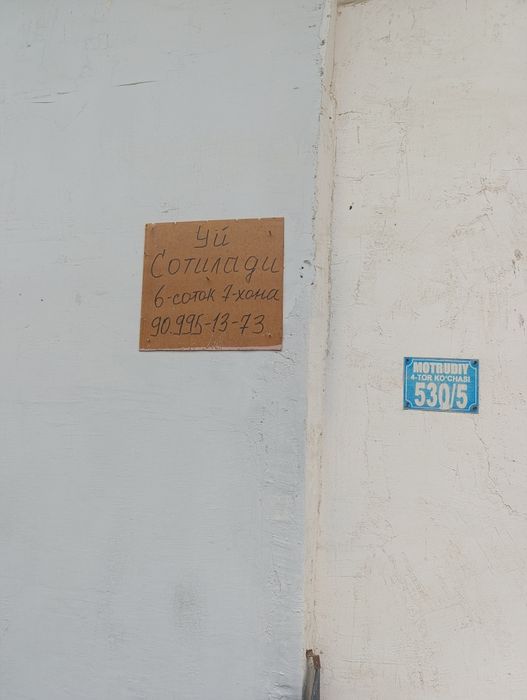 Уй
Сотилади
6-соток 7-хона
90.995-13-73
MOTRUDIY
4-TOR KO'CHASI
530/5